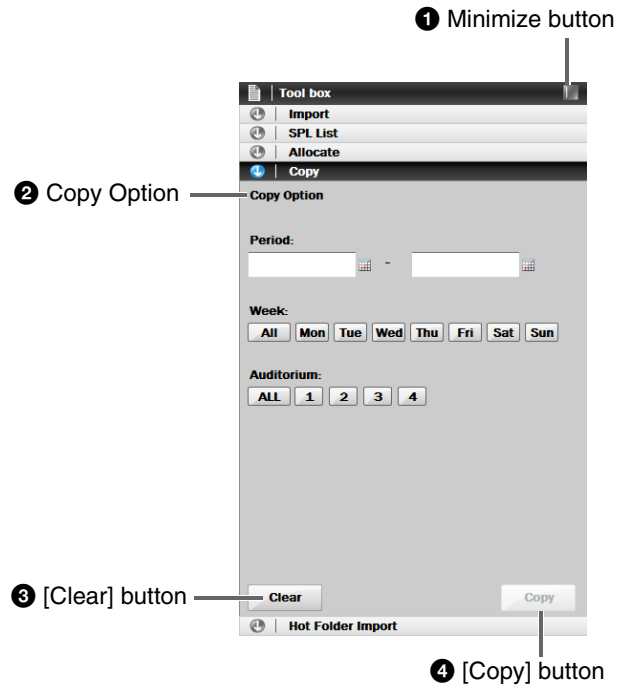 ❶ Minimize button
Tool box
Import
SPL List
Allocate
Copy
❷ Copy Option
Copy Option
Period:
-
Week:
All Mon Tue Wed Thu Fri Sat Sun
Auditorium:
ALL 1 2 3 4
❸ [Clear] button
Clear Copy
Hot Folder Import
❹ [Copy] button